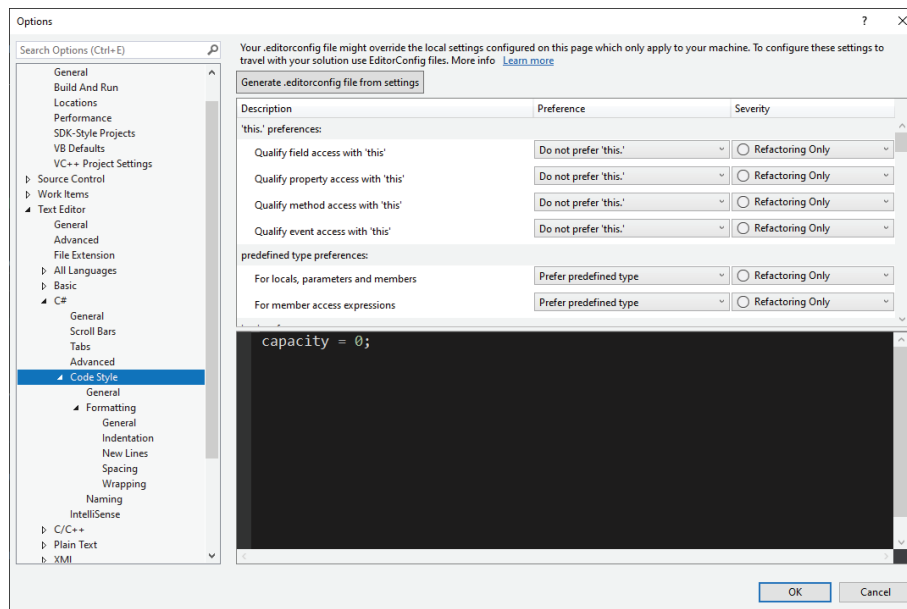 Options
?
Search Options (Ctrl+E)
General
Build And Run
Locations
Performance
SDK-Style Projects
VB Defaults
VC++ Project Settings
Source Control
Work Items
Text Editor
General
Advanced
File Extension
All Languages
Basic
C#
General
Scroll Bars
Tabs
Advanced
Code Style
General
Formatting
General
Indentation
New Lines
Spacing
Wrapping
Naming
IntelliSense
C/C++
Plain Text
XML
Your .editorconfig file might override the local settings configured on this page which only apply to your machine. To configure these settings to
travel with your solution use EditorConfig files. More info Learn more
Generate .editorconfig file from settings
Description Preference Severity
'this.' preferences:
Qualify field access with 'this' Do not prefer 'this.' Refactoring Only
Qualify property access with 'this' Do not prefer 'this.' Refactoring Only
Qualify method access with 'this' Do not prefer 'this.' Refactoring Only
Qualify event access with 'this' Do not prefer 'this.' Refactoring Only
predefined type preferences:
For locals, parameters and members Prefer predefined type Refactoring Only
For member access expressions Prefer predefined type Refactoring Only
capacity = 0;
OK Cancel